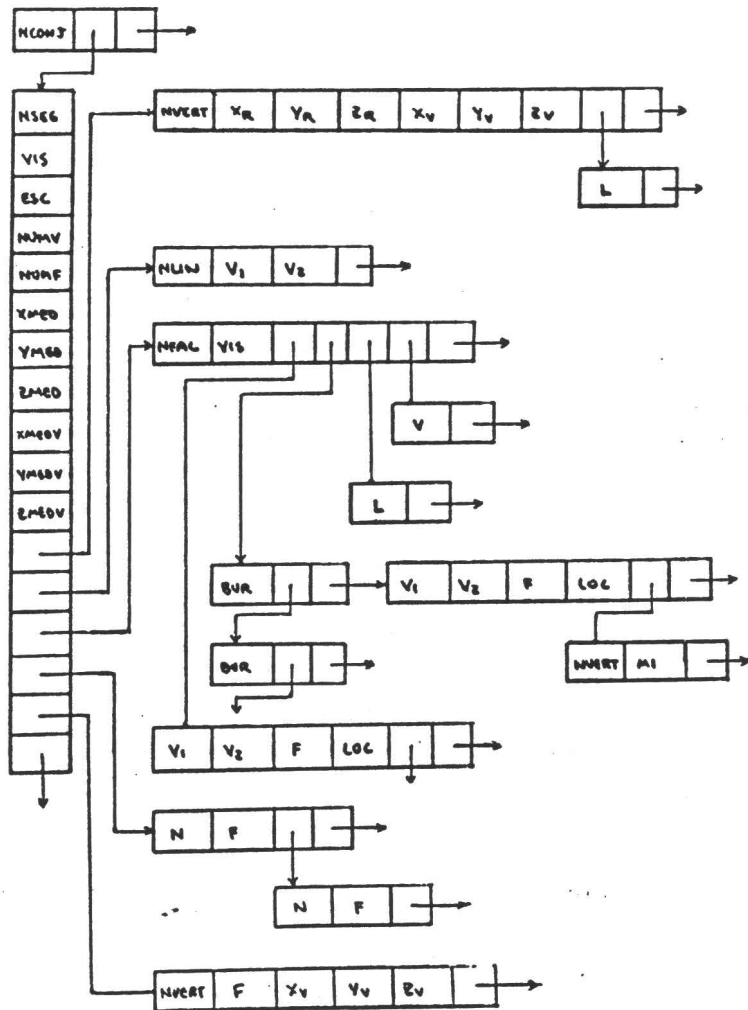 NCONJ
NSEG
NVERT XR YR ZR XV YV ZV
VIS
L
ESC
NUMV
NLIN V1 V2
NUMF
XMED
NFAC VIS
YMED
ZMED
V
XMEDV
YMEDV
L
ZMEDV
BUR V1 V2 F LOC
BUR NVERT MI
V1 V2 F LOC
N F
N F
NVERT F XV YV ZV